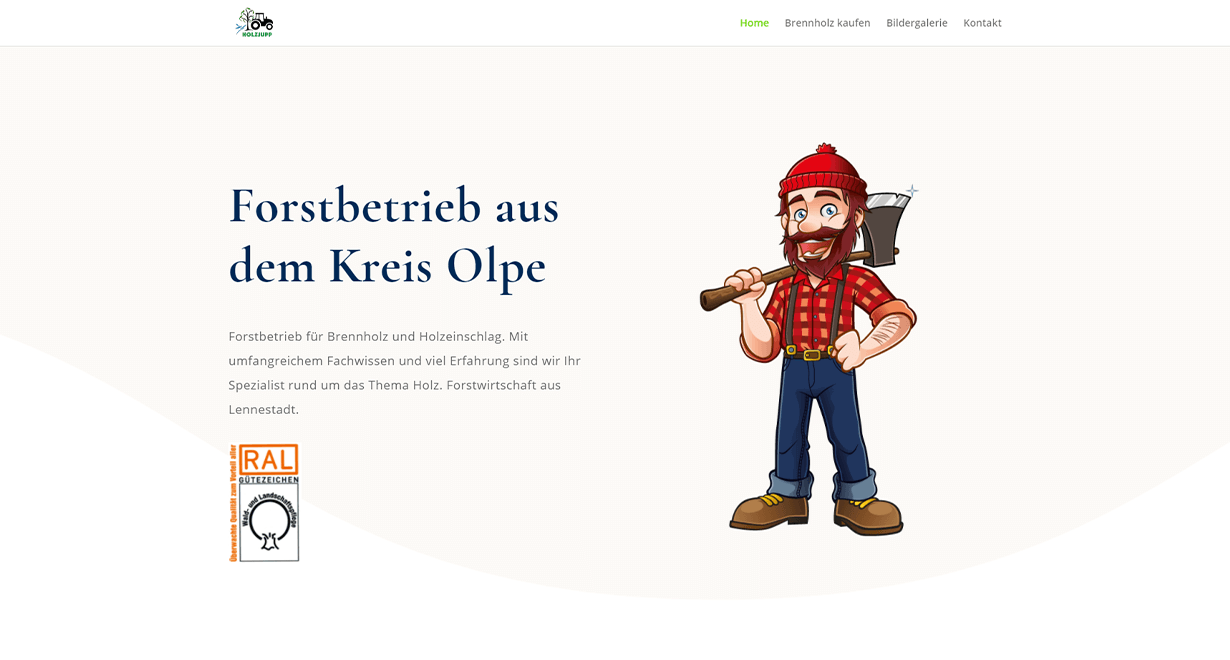 HOLZJUPP
Home Brennholz kaufen Bildergalerie Kontakt
Forstbetrieb aus
dem Kreis Olpe
Forstbetrieb für Brennholz und Holzeinschlag. Mit
umfangreichem Fachwissen und viel Erfahrung sind wir Ihr
Spezialist rund um das Thema Holz. Forstwirtschaft aus
Lennestadt.
Überwachte Qualität zum Vorteil aller
RAL
GÜTEZEICHEN
Wald- und Landschaftspflege